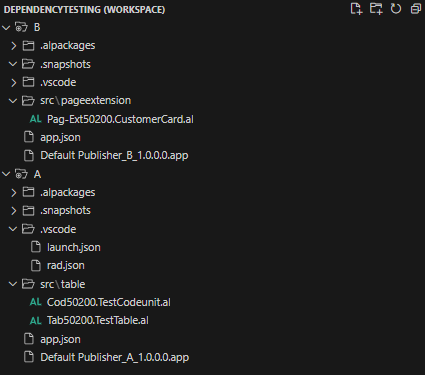 DEPENDENCYTESTING (WORKSPACE)
B
.alpackages
.snapshots
.vscode
src\pageextension
AL Pag-Ext50200.CustomerCard.al
app.json
Default Publisher_B_1.0.0.0.app
A
.alpackages
.snapshots
.vscode
launch.json
rad.json
src\table
AL Cod50200.TestCodeunit.al
AL Tab50200.TestTable.al
app.json
Default Publisher_A_1.0.0.0.app